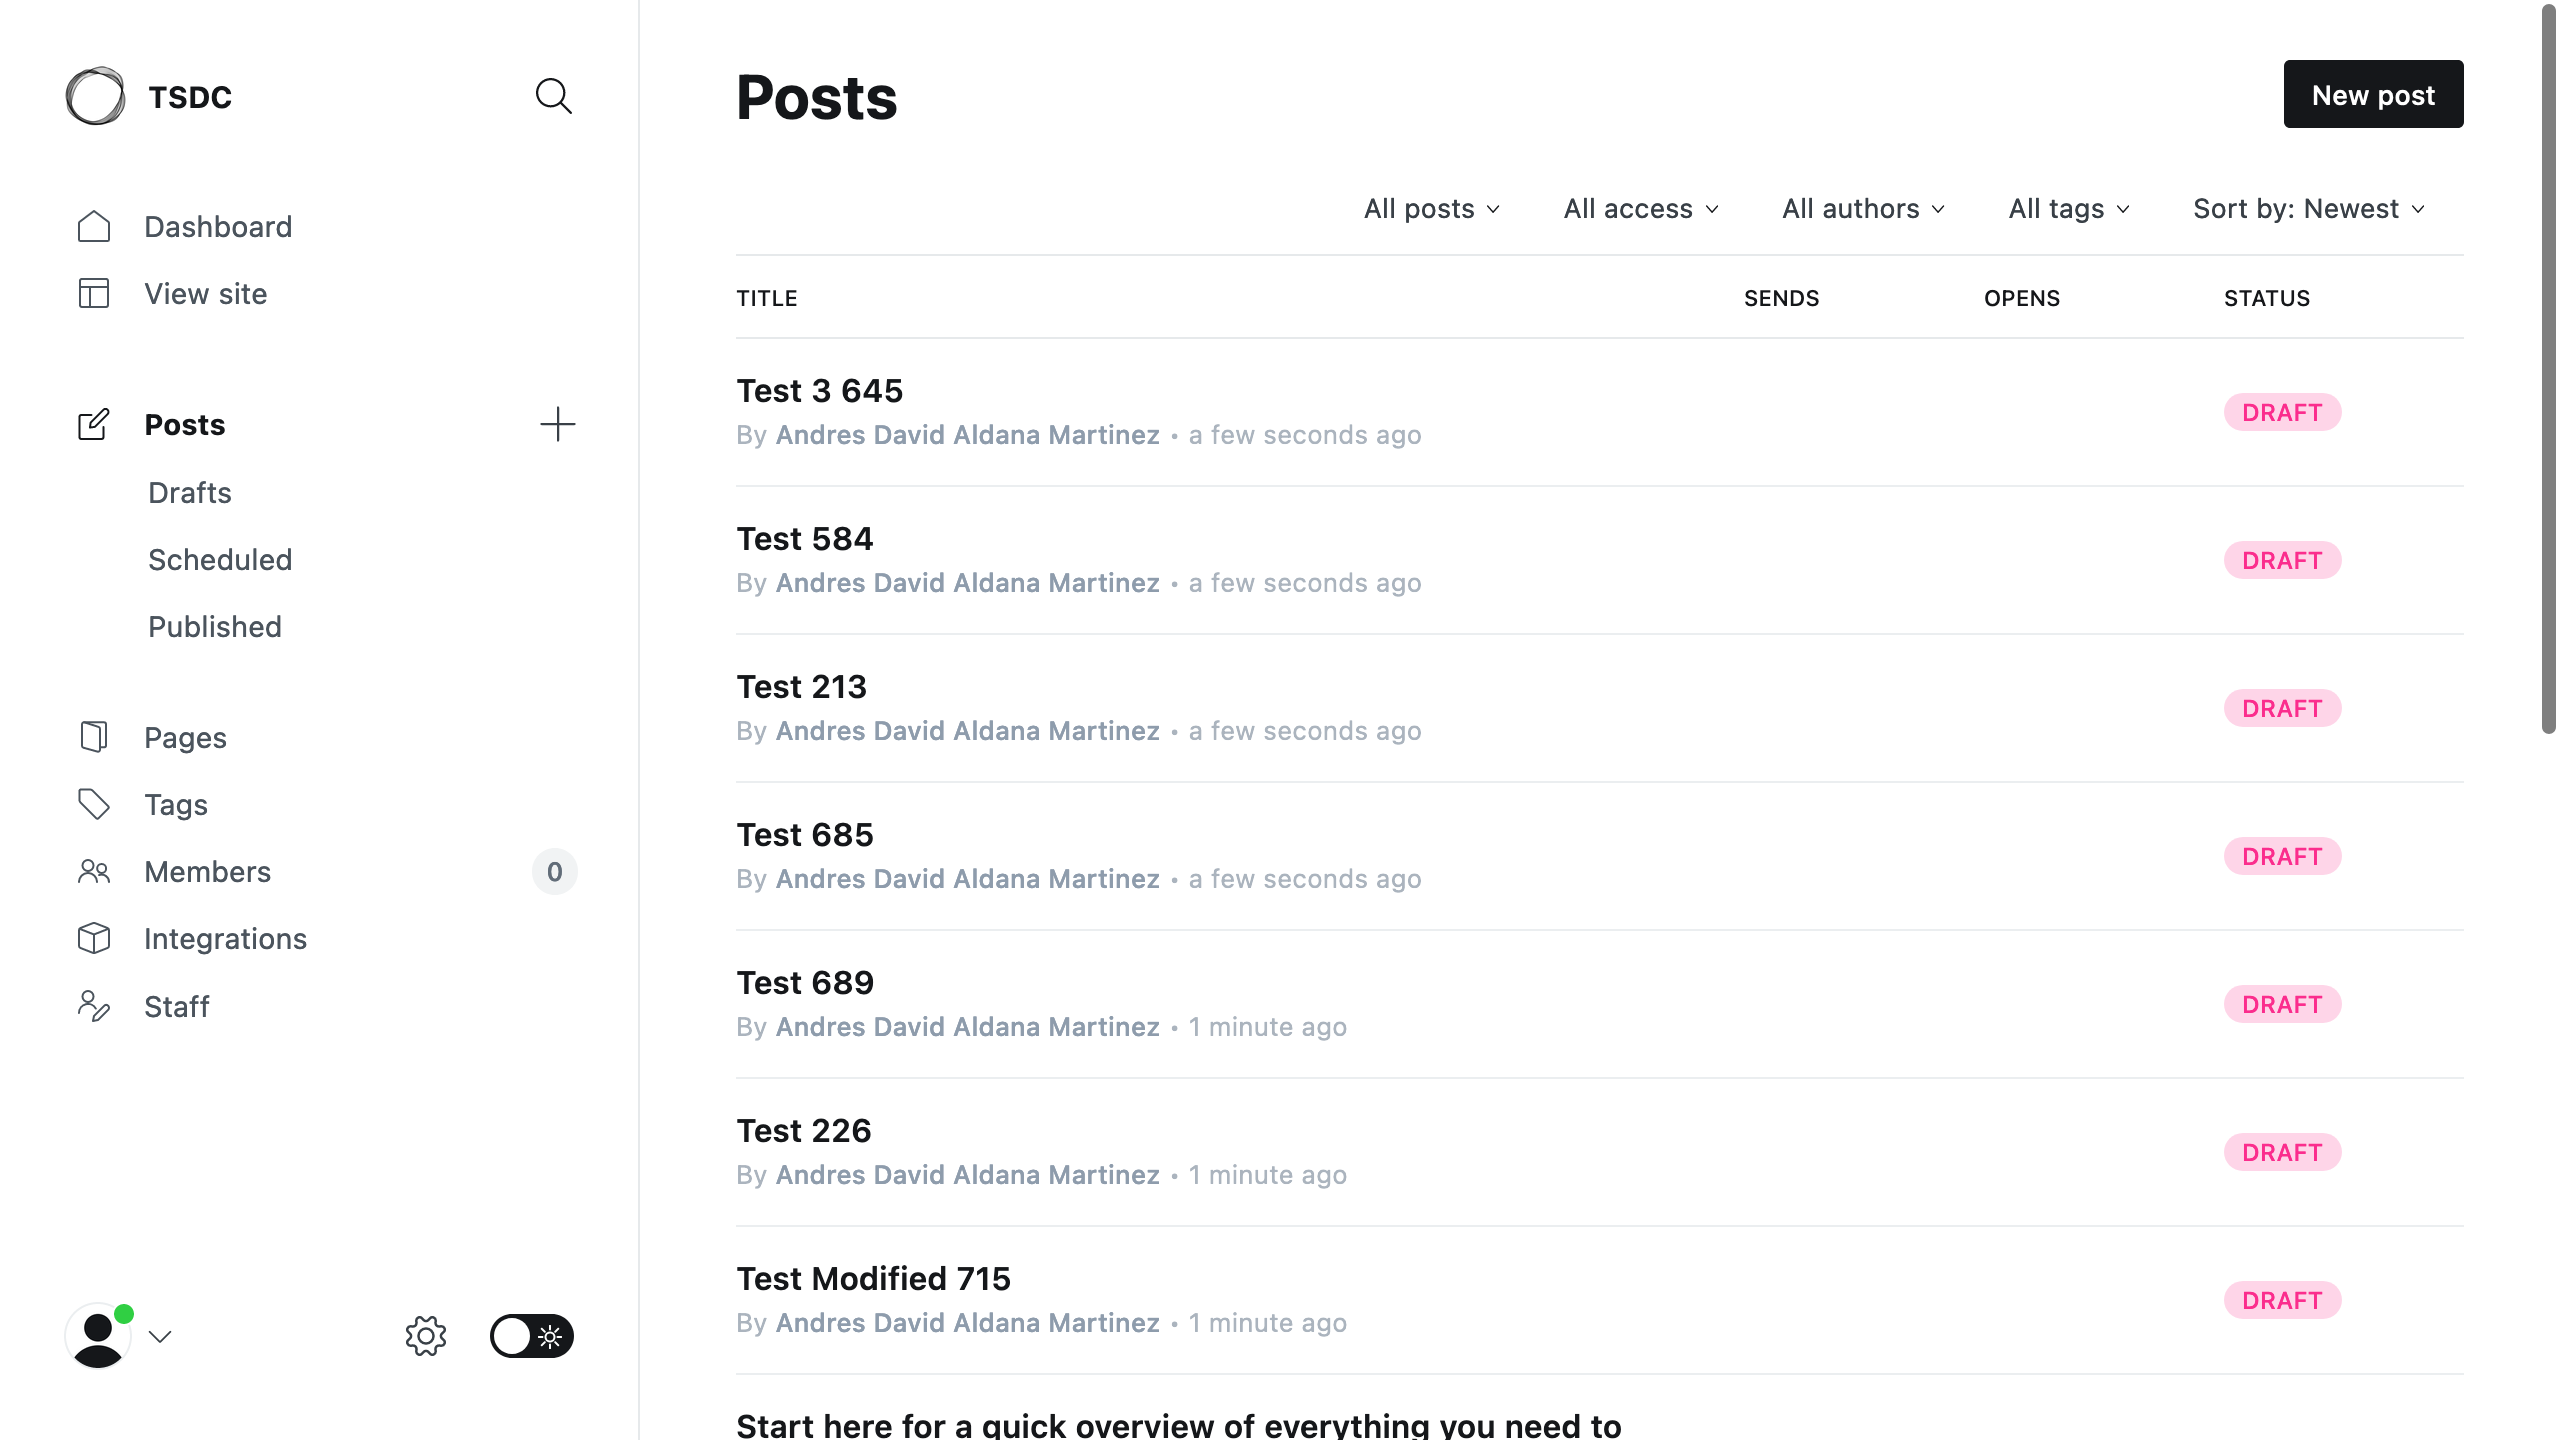 TSDC
Dashboard
View site
Posts
Drafts
Scheduled
Published
Pages
Tags
Members 0
Integrations
Staff
Posts
New post
All posts All access All authors All tags Sort by: Newest
TITLE SENDS OPENS STATUS
Test 3 645
By Andres David Aldana Martinez • a few seconds ago
DRAFT
Test 584
By Andres David Aldana Martinez • a few seconds ago
DRAFT
Test 213
By Andres David Aldana Martinez • a few seconds ago
DRAFT
Test 685
By Andres David Aldana Martinez • a few seconds ago
DRAFT
Test 689
By Andres David Aldana Martinez • 1 minute ago
DRAFT
Test 226
By Andres David Aldana Martinez • 1 minute ago
DRAFT
Test Modified 715
By Andres David Aldana Martinez • 1 minute ago
DRAFT
Start here for a quick overview of everything you need to